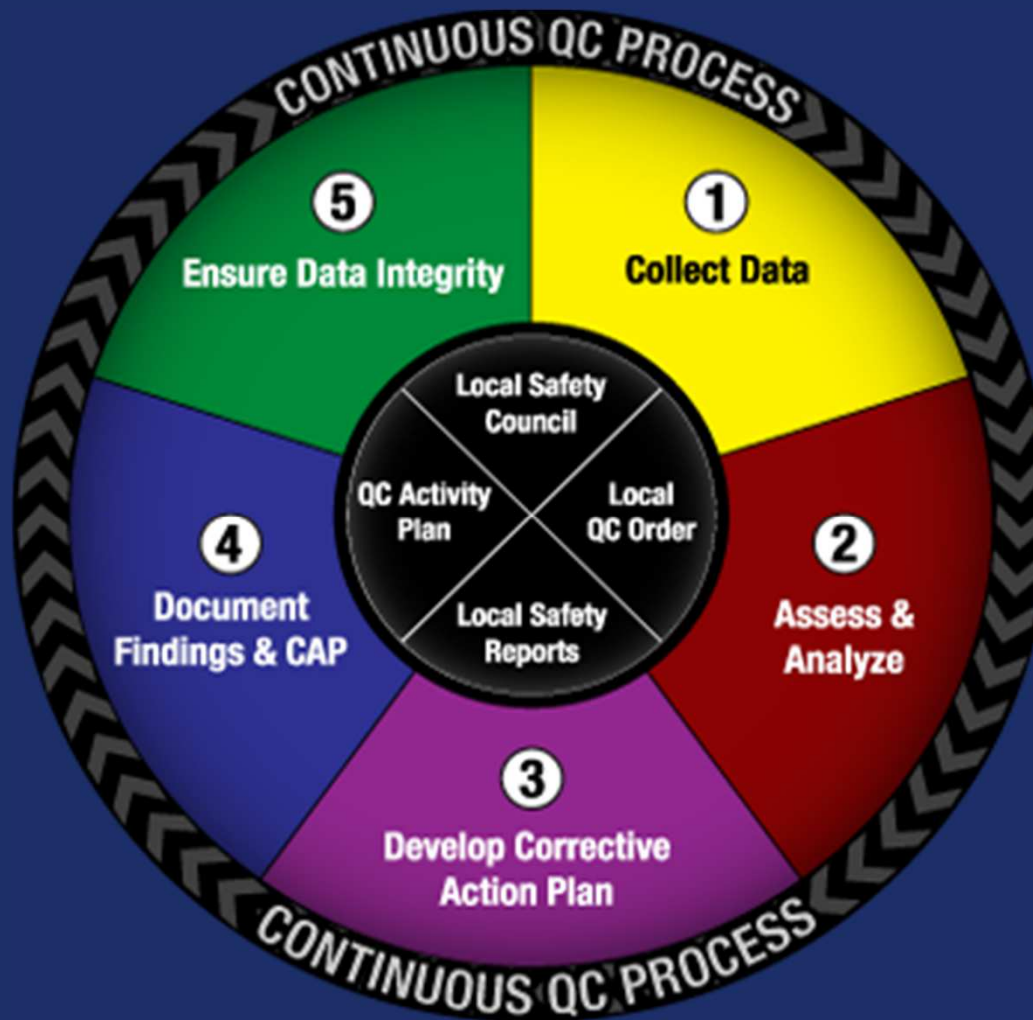 CONTINUOUS QC PROCESS
1
Collect Data
2
Assess &
Analyze
3
Develop Corrective
Action Plan
4
Document
Findings & CAP
5
Ensure Data Integrity
Local Safety
Council
Local
QC Order
Local Safety
Reports
QC Activity
Plan
CONTINUOUS QC PROCESS